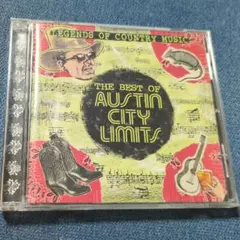 LEGENDS OF COUNTRY MUSIC
THE BEST OF
AUSTIN
CITY
LIMITS